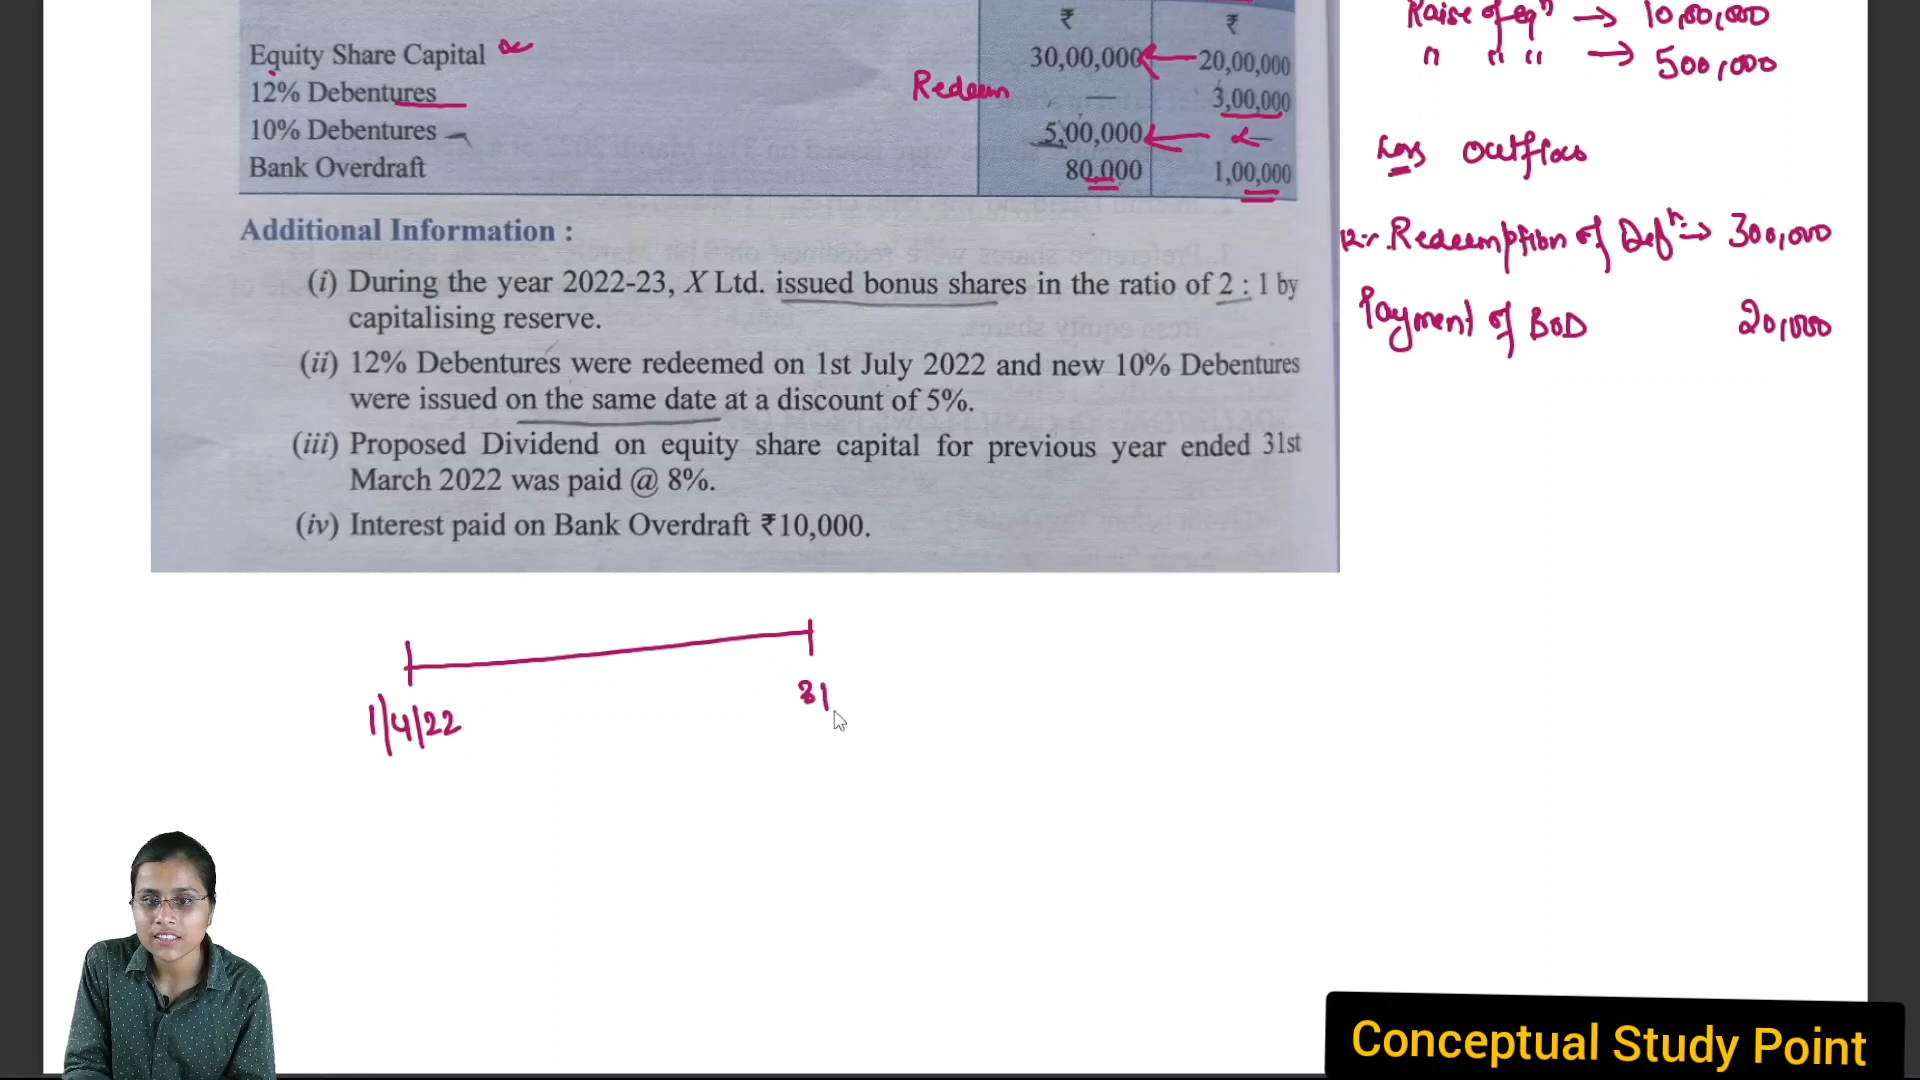 ₹ ₹
Equity Share Capital 30,00,000 20,00,000
12% Debentures Redeem — 3,00,000
10% Debentures 5,00,000 —
Bank Overdraft 80,000 1,00,000
Additional Information :
(i) During the year 2022-23, X Ltd. issued bonus shares in the ratio of 2 : 1 by
capitalising reserve.
(ii) 12% Debentures were redeemed on 1st July 2022 and new 10% Debentures
were issued on the same date at a discount of 5%.
(iii) Proposed Dividend on equity share capital for previous year ended 31st
March 2022 was paid @ 8%.
(iv) Interest paid on Bank Overdraft ₹10,000.
Raise of → 10,00,000
" " " → 500,000
outflow
Redeemption of Debn → 300,000
Payment of BOD 20,000
1/4/22
31
Conceptual Study Point